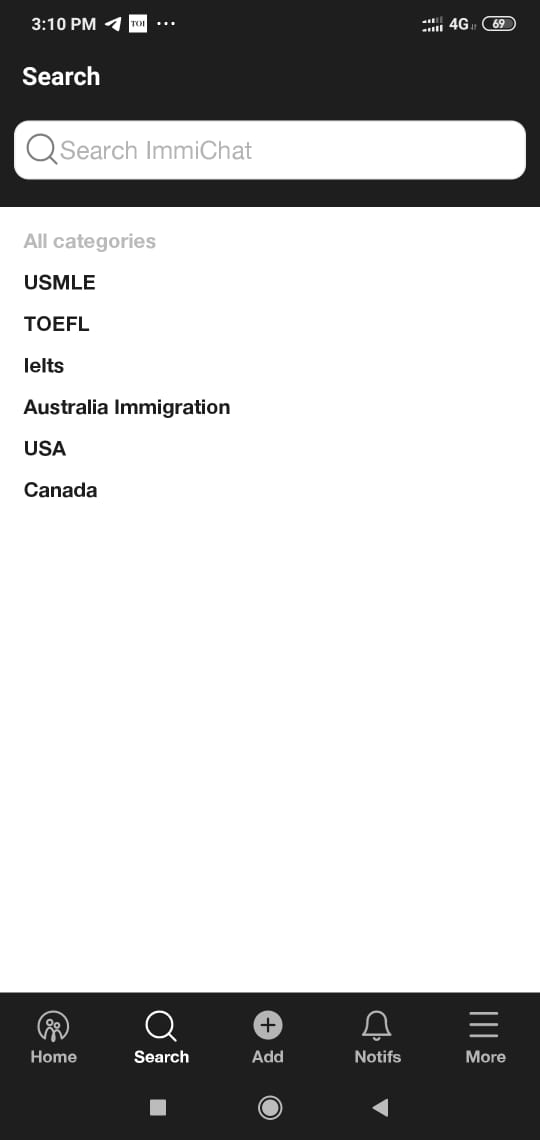 3:10 PM TOI ... 4G 69
Search
Search ImmiChat
All categories
USMLE
TOEFL
Ielts
Australia Immigration
USA
Canada
Home Search Add Notifs More